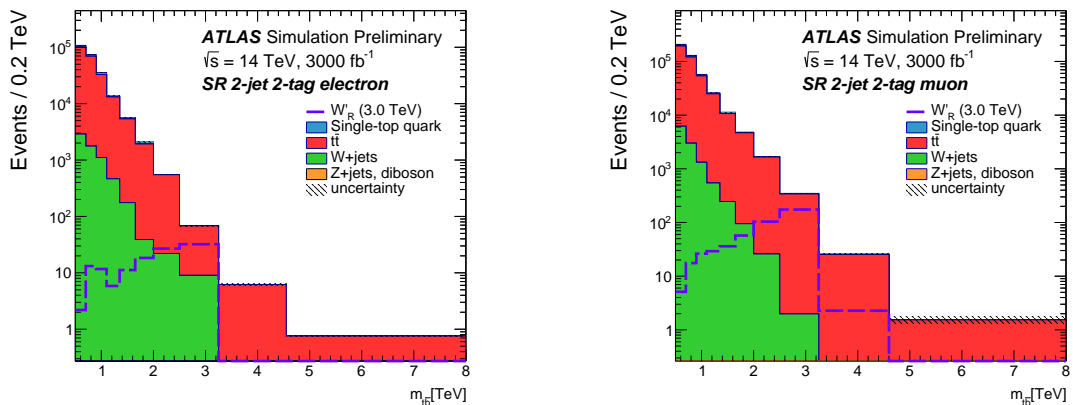 ATLAS Simulation Preliminary
√s = 14 TeV, 3000 fb⁻¹
SR 2-jet 2-tag electron
W'_R (3.0 TeV)
Single-top quark
tt̄
W+jets
Z+jets, diboson
uncertainty
Events / 0.2 TeV
10⁵
10⁴
10³
10²
10
1
1 2 3 4 5 6 7 8
m_tb̄[TeV]
ATLAS Simulation Preliminary
√s = 14 TeV, 3000 fb⁻¹
SR 2-jet 2-tag muon
W'_R (3.0 TeV)
Single-top quark
tt̄
W+jets
Z+jets, diboson
uncertainty
Events / 0.2 TeV
10⁵
10⁴
10³
10²
10
1
1 2 3 4 5 6 7 8
m_tb̄[TeV]